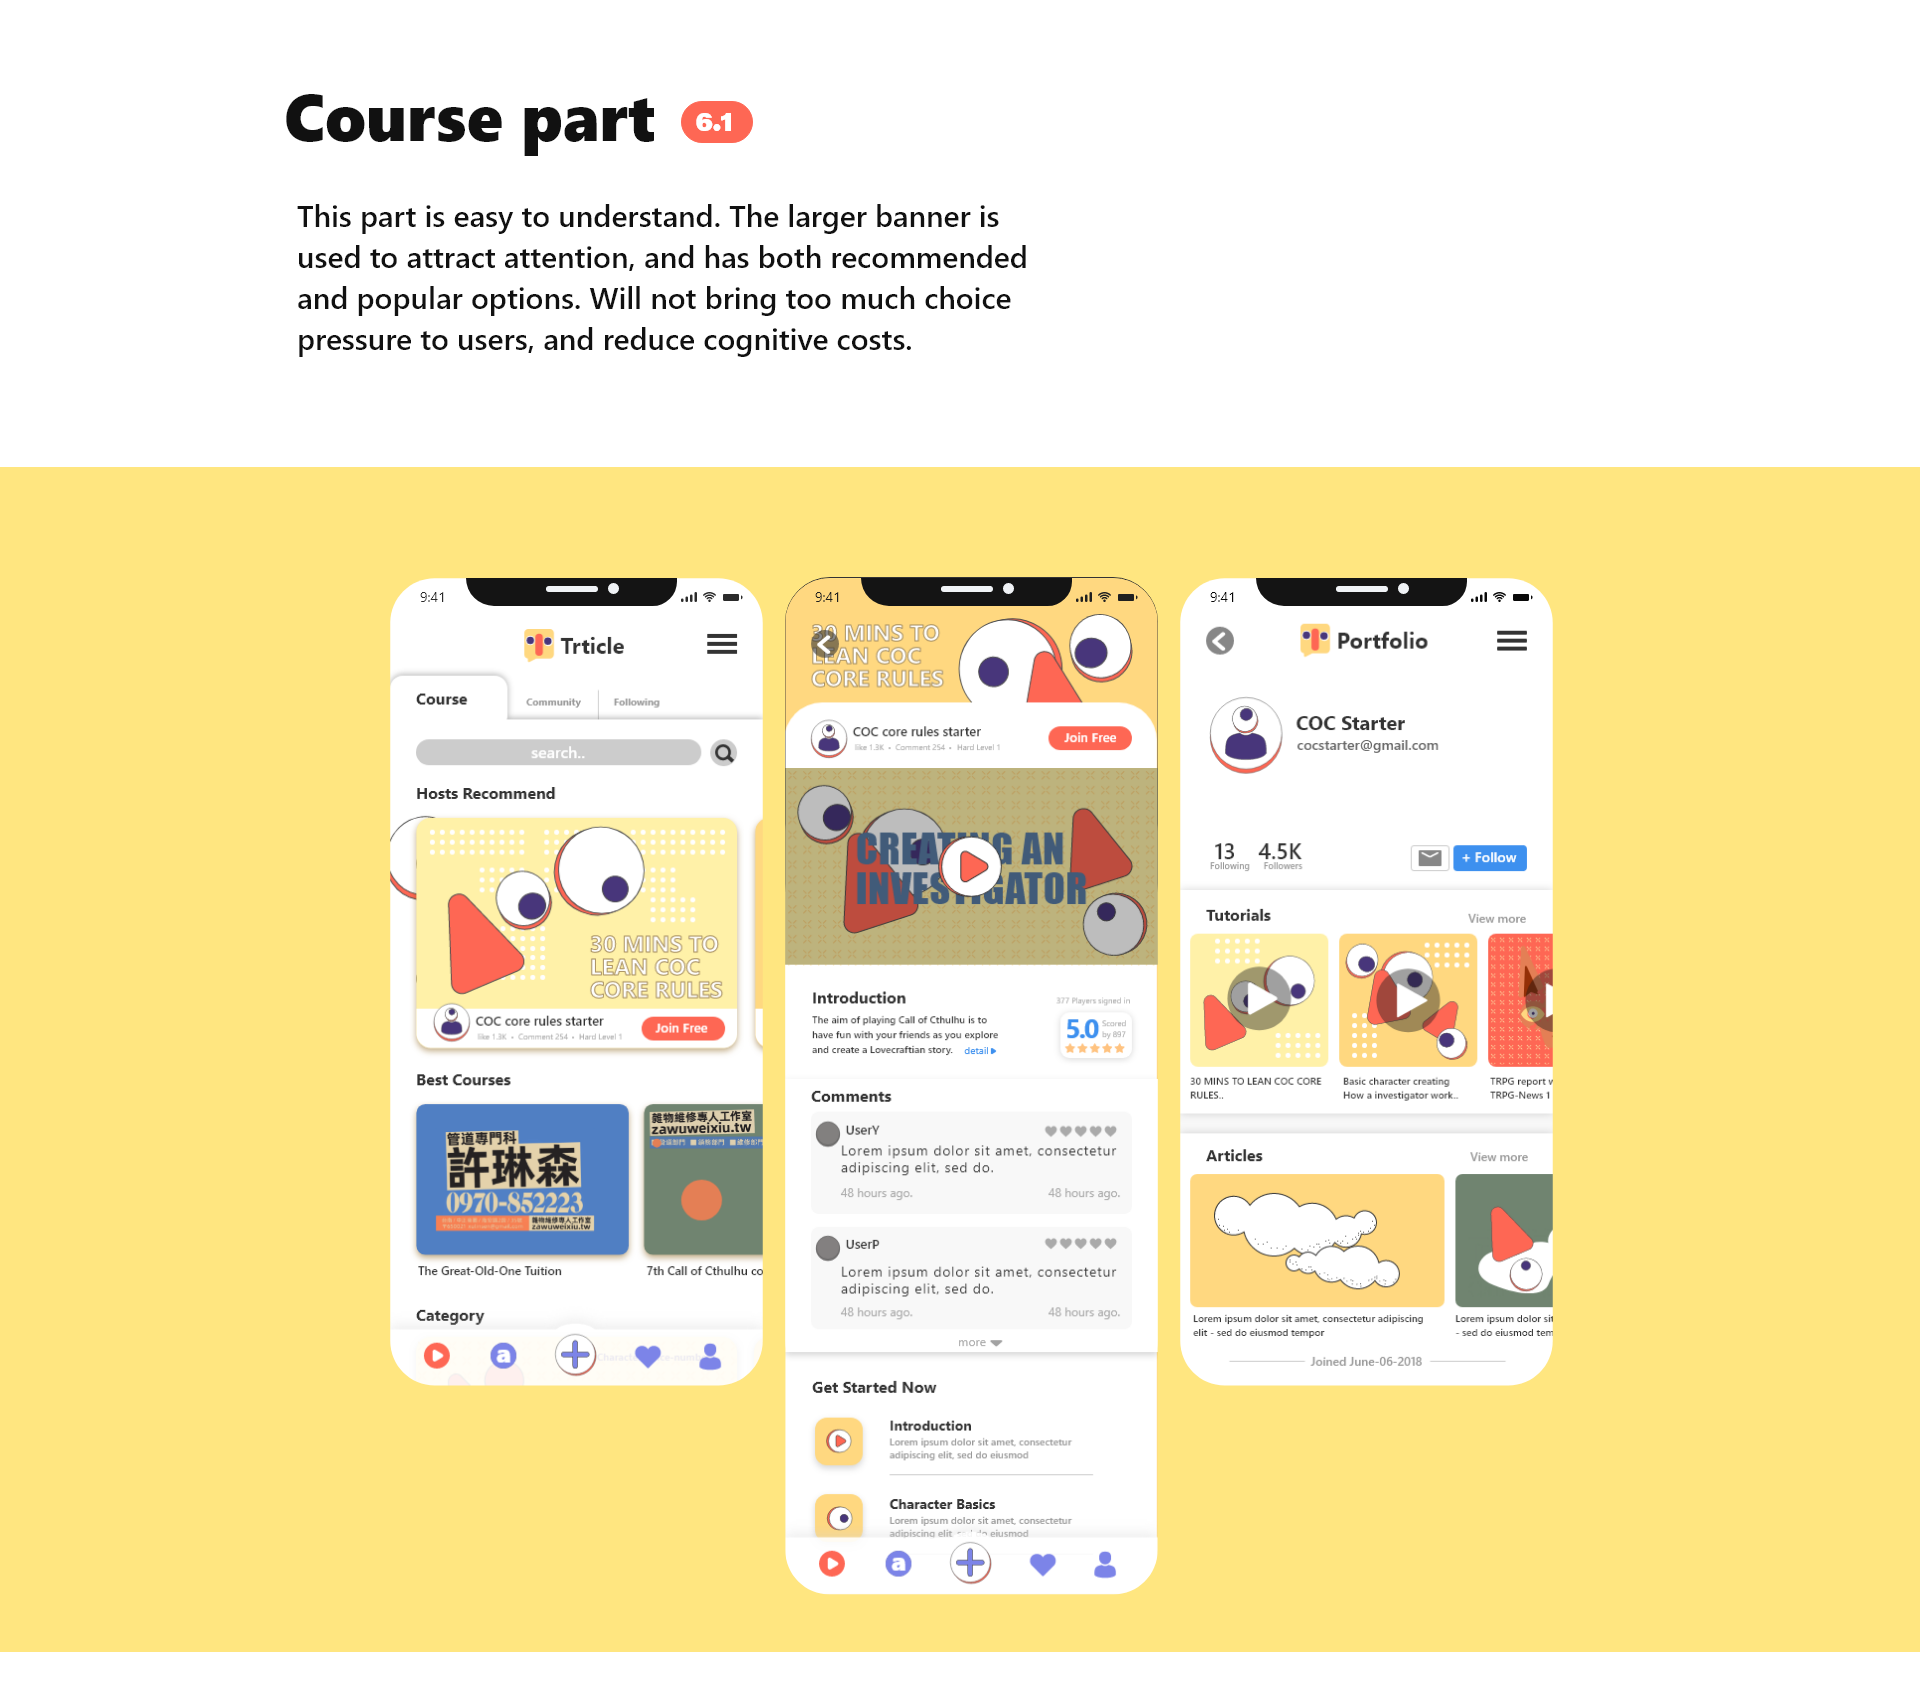 Course part 6.1
This part is easy to understand. The larger banner is
used to attract attention, and has both recommended
and popular options. Will not bring too much choice
pressure to users, and reduce cognitive costs.
9:41
Trticle
Course
Community
Following
search..
Hosts Recommend
30 MINS TO
LEAN COC
CORE RULES
COC core rules starter
like 1.3K • Comment 254 • Hard Level 1
Join Free
Best Courses
管道專門科
許琳森
0970-852223
雜物維修專人工作室
zawuweixiu.tw
The Great-Old-One Tuition
雜物維修專人工作室
zawuweixiu.tw
7th Call of Cthulhu co
Category
9:41
30 MINS TO
LEAN COC
CORE RULES
COC core rules starter
like 1.3K • Comment 254 • Hard Level 1
Join Free
CREATING AN
INVESTIGATOR
Introduction
377 Players signed in
The aim of playing Call of Cthulhu is to
have fun with your friends as you explore
and create a Lovecraftian story. detail
5.0 Scored
by 897
Comments
UserY
Lorem ipsum dolor sit amet, consectetur
adipiscing elit, sed do.
48 hours ago. 48 hours ago.
UserP
Lorem ipsum dolor sit amet, consectetur
adipiscing elit, sed do.
48 hours ago. 48 hours ago.
more
Get Started Now
Introduction
Lorem ipsum dolor sit amet, consectetur
adipiscing elit, sed do eiusmod
Character Basics
Lorem ipsum dolor sit amet, consectetur
adipiscing elit, sed do eiusmod
a
9:41
Portfolio
COC Starter
cocstarter@gmail.com
13 4.5K
Following Followers
+ Follow
Tutorials
View more
30 MINS TO LEAN COC CORE
RULES..
Basic character creating
How a investigator work..
TRPG report
TRPG-News 1
Articles
View more
Lorem ipsum dolor sit amet, consectetur adipiscing
elit - sed do eiusmod tempor
Lorem ipsum dolor si
- sed do eiusmod tem
Joined June-06-2018